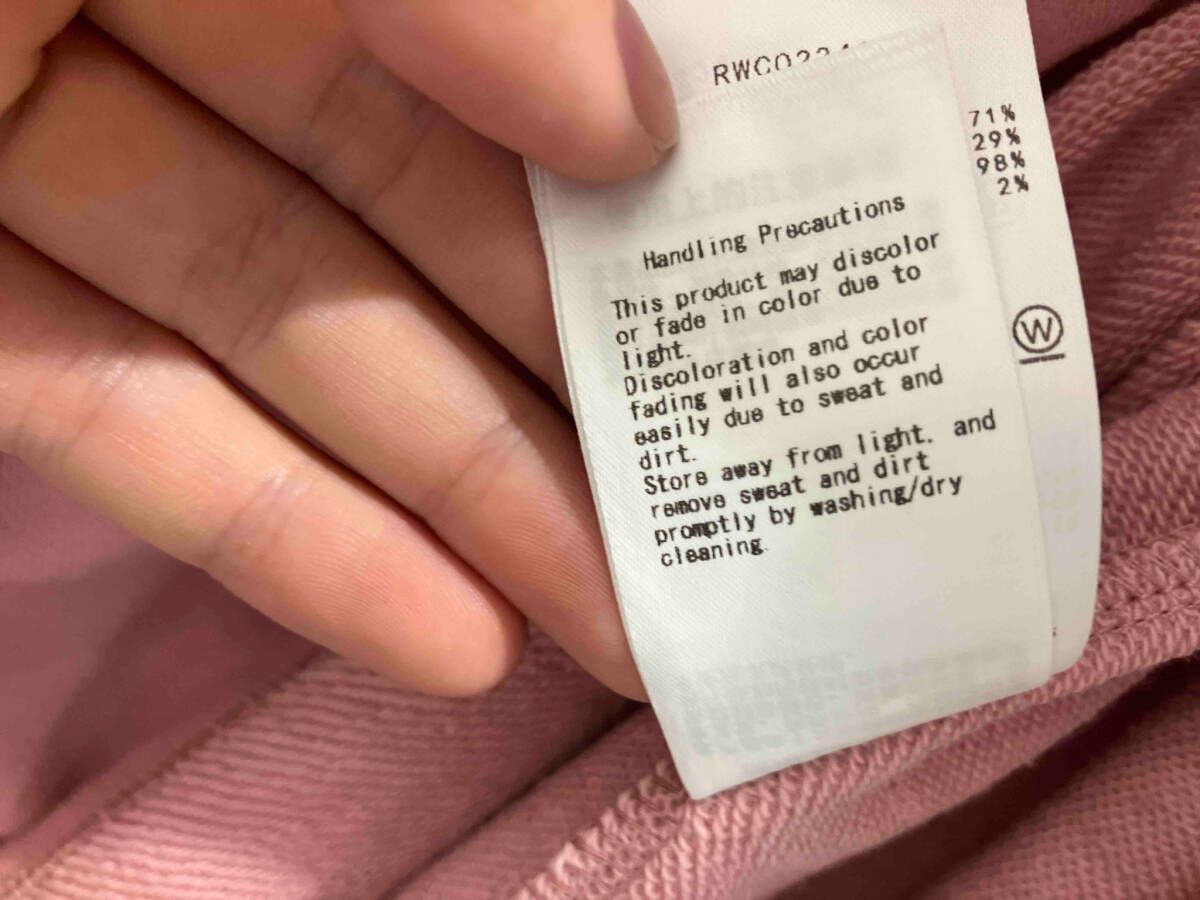 71%
29%
98%
2%
W
Handling Precautions
This product may discolor
or fade in color due to
light.
Discoloration and color
fading will also occur
easily due to sweat and
dirt.
Store away from light, and
remove sweat and dirt
promptly by washing/dry
cleaning.